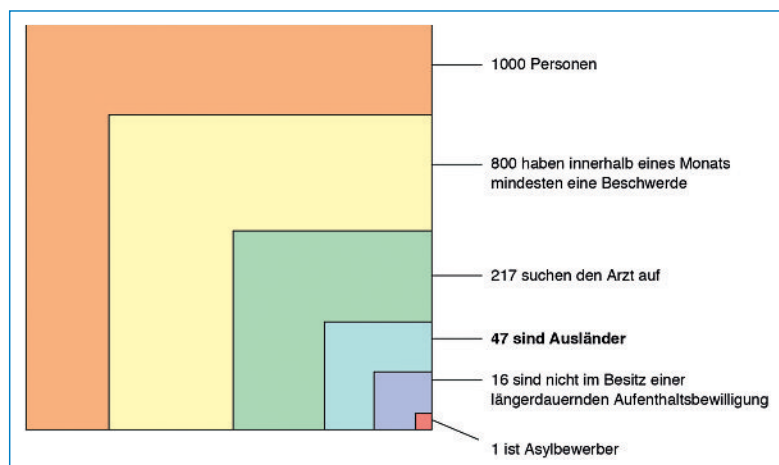 1000 Personen
800 haben innerhalb eines Monats
mindesten eine Beschwerde
217 suchen den Arzt auf
47 sind Ausländer
16 sind nicht im Besitz einer
längerdauernden Aufenthaltsbewilligung
1 ist Asylbewerber